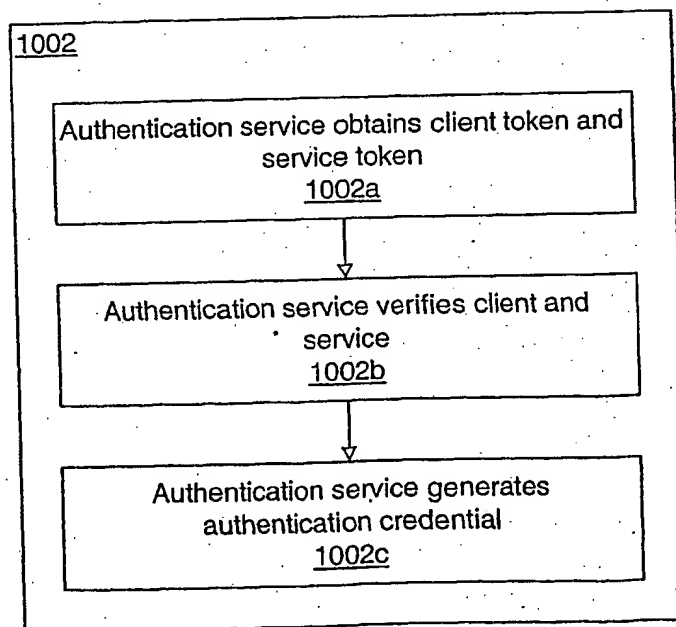 1002
Authentication service obtains client token and
service token
1002a
Authentication service verifies client and
service
1002b
Authentication service generates
authentication credential
1002c